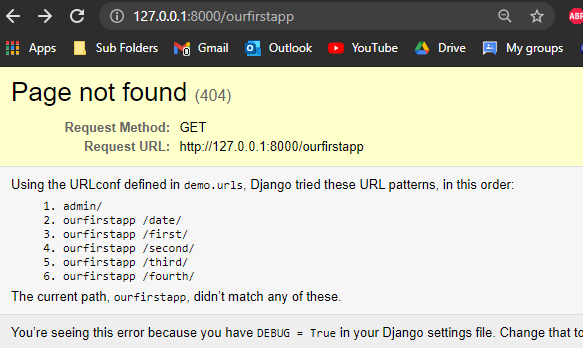 127.0.0.1:8000/ourfirstapp
ABP
Apps Sub Folders Gmail Outlook YouTube Drive My groups
Page not found (404)
Request Method: GET
Request URL: http://127.0.0.1:8000/ourfirstapp
Using the URLconf defined in demo.urls, Django tried these URL patterns, in this order:
1. admin/
2. ourfirstapp /date/
3. ourfirstapp /first/
4. ourfirstapp /second/
5. ourfirstapp /third/
6. ourfirstapp /fourth/
The current path, ourfirstapp, didn’t match any of these.
You’re seeing this error because you have DEBUG = True in your Django settings file. Change that to